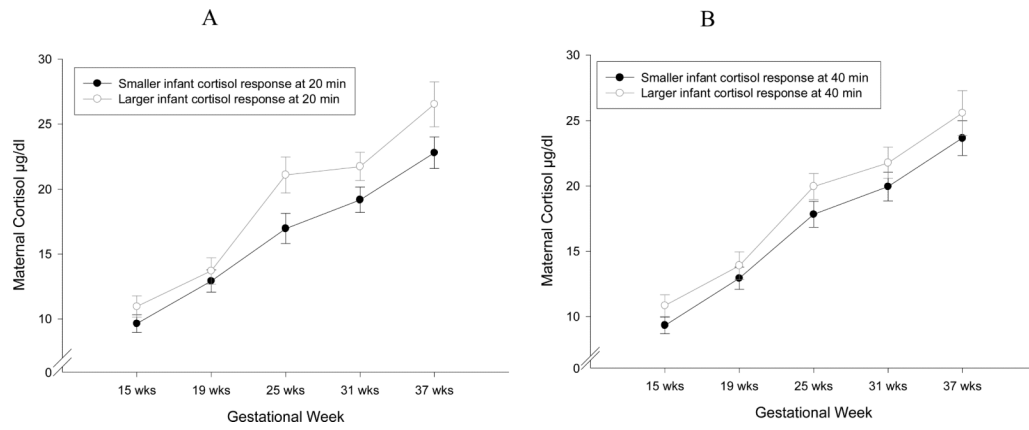 A
30
25
20
15
10
0
Maternal Cortisol µg/dl
Smaller infant cortisol response at 20 min
Larger infant cortisol response at 20 min
15 wks 19 wks 25 wks 31 wks 37 wks
Gestational Week
B
30
25
20
15
10
0
Maternal Cortisol µg/dl
Smaller infant cortisol response at 40 min
Larger infant cortisol response at 40 min
15 wks 19 wks 25 wks 31 wks 37 wks
Gestational Week